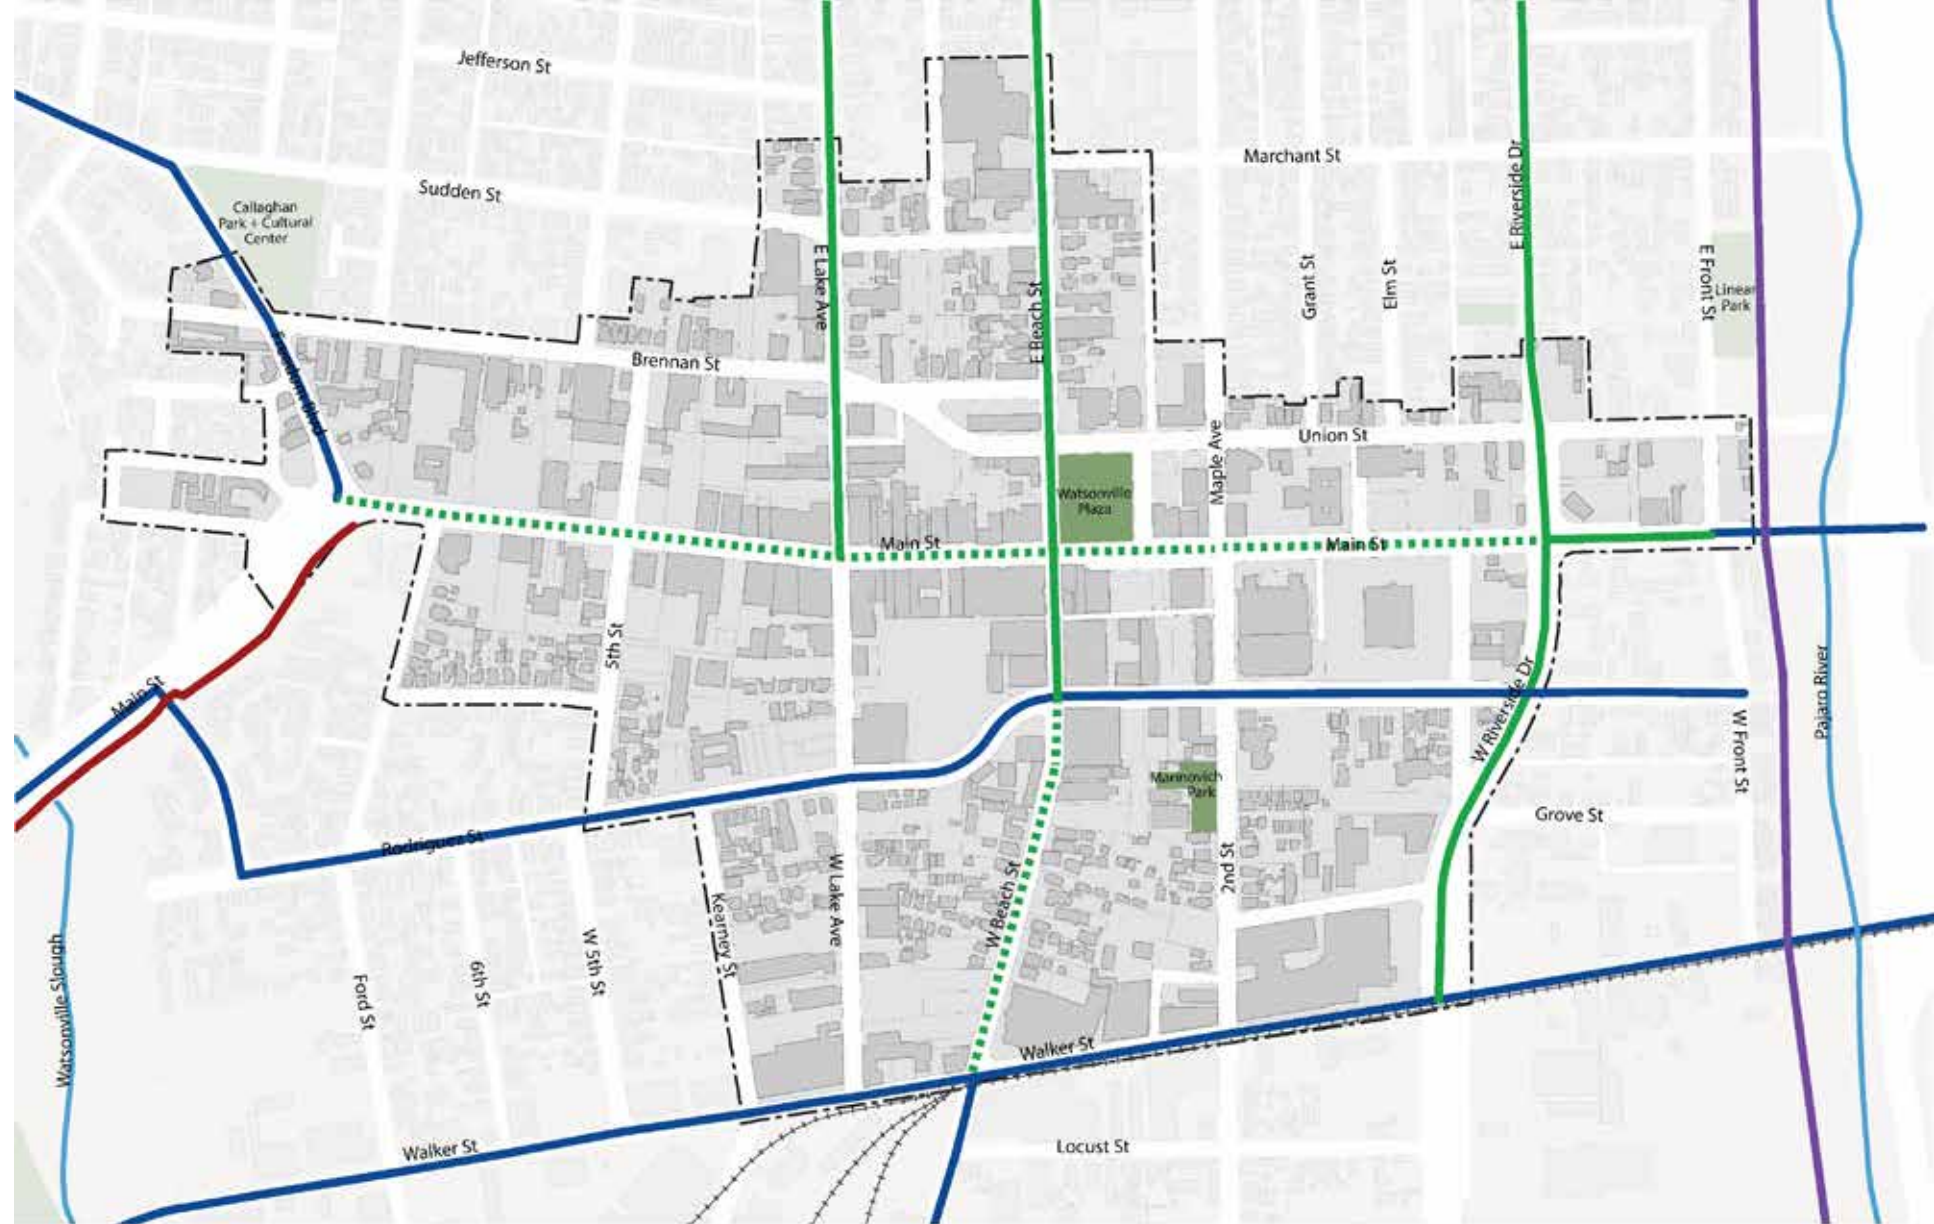 Jefferson St
Marchant St
E Riverside Dr
Sudden St
Callaghan
Park + Cultural
Center
E Lake Ave
E Beach St
Grant St
Elm St
E Front St
Linear
Park
Brennan St
Freedom Blvd
Union St
Maple Ave
Watsonville
Plaza
Main St
Main St
5th St
Main St
W Riverside Dr
Pajaro River
W Front St
Mannovich
Park
Grove St
Rodriguez St
2nd St
W Lake Ave
W Beach St
Kearney St
W 5th St
6th St
Ford St
Watsonville Slough
Walker St
Walker St
Locust St